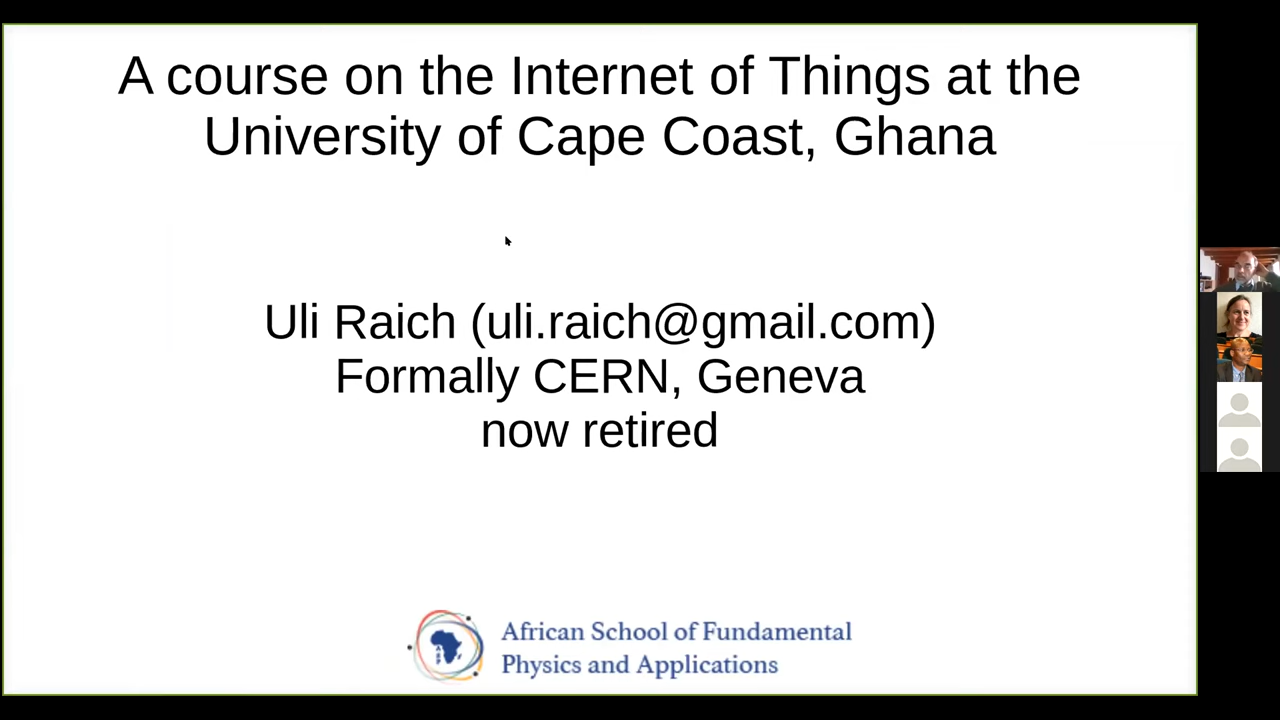 A course on the Internet of Things at the
University of Cape Coast, Ghana
Uli Raich (uli.raich@gmail.com)
Formally CERN, Geneva
now retired
African School of Fundamental
Physics and Applications